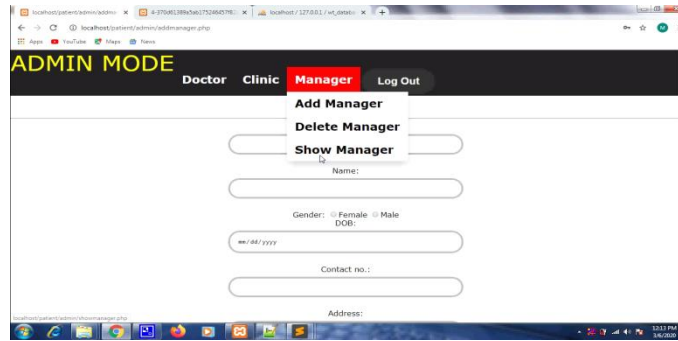 localhost/patient/admin/addma
localhost / 127.0.0.1 / wt_databa
localhost/patient/admin/addmanager.php
Apps YouTube Maps News
ADMIN MODE
Doctor Clinic Manager Log Out
Add Manager
Delete Manager
Show Manager
Name:
Gender: Female Male
DOB:
mm/dd/yyyy
Contact no.:
Address:
localhost/patient/admin/showmanager.php
12:13 PM
3/6/2020